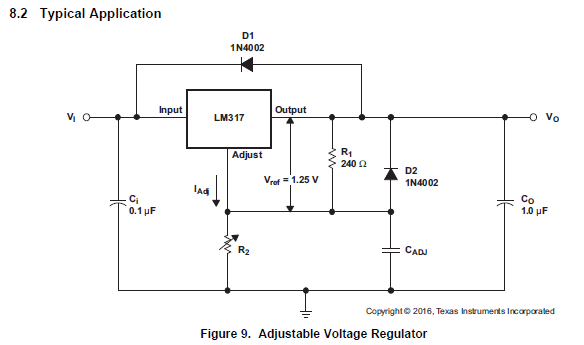 8.2 Typical Application
D1
1N4002
VI
Input
LM317
Output
VO
Adjust
R1
240 Ω
Vref = 1.25 V
D2
1N4002
IAdj
Ci
0.1 µF
CO
1.0 µF
R2
CADJ
Copyright © 2016, Texas Instruments Incorporated
Figure 9. Adjustable Voltage Regulator